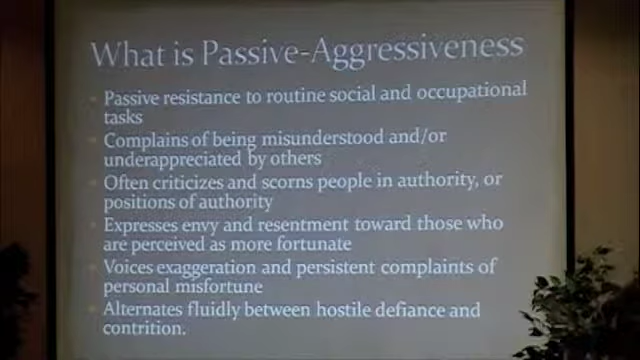 What is Passive-Aggressiveness
Passive resistance to routine social and occupational
tasks
Complains of being misunderstood and/or
underappreciated by others
Often criticizes and scorns people in authority, or
positions of authority
Expresses envy and resentment toward those who
are perceived as more fortunate
Voices exaggeration and persistent complaints of
personal misfortune
Alternates fluidly between hostile defiance and
contrition.